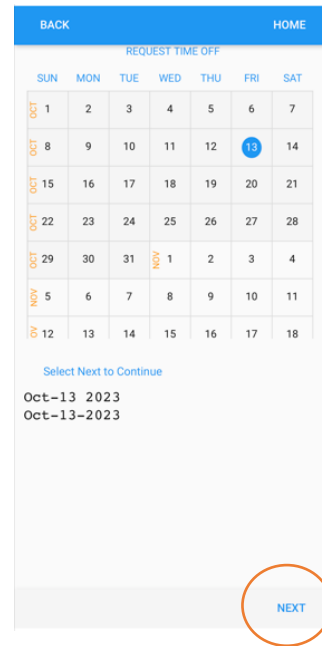 BACK HOME
REQUEST TIME OFF
SUN MON TUE WED THU FRI SAT
OCT 1 2 3 4 5 6 7
OCT 8 9 10 11 12 13 14
OCT 15 16 17 18 19 20 21
OCT 22 23 24 25 26 27 28
OCT 29 30 31 NOV 1 2 3 4
NOV 5 6 7 8 9 10 11
OV 12 13 14 15 16 17 18
Select Next to Continue
Oct-13 2023
Oct-13-2023
NEXT